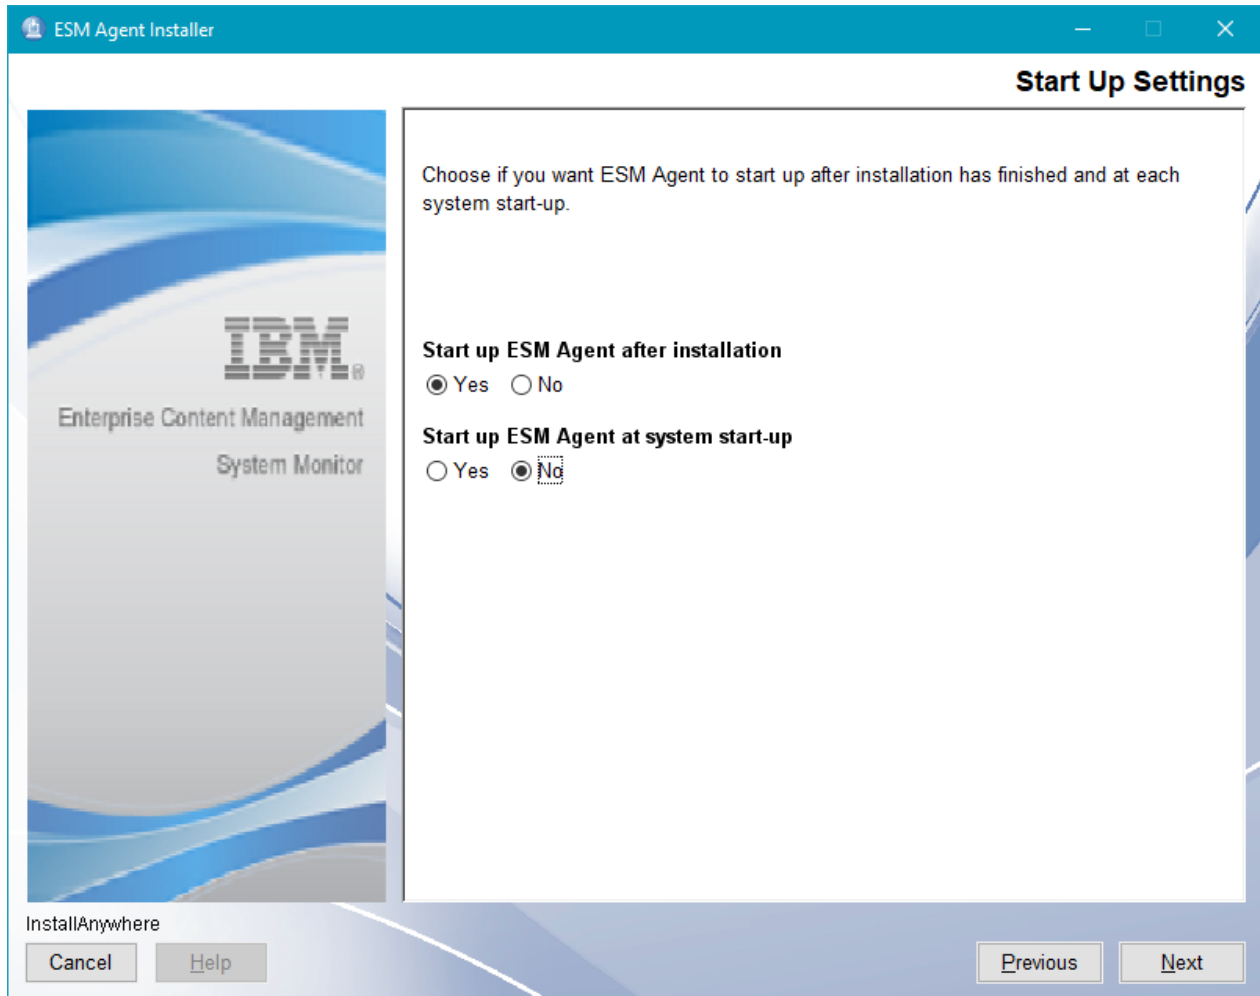 ESM Agent Installer
Start Up Settings
Choose if you want ESM Agent to start up after installation has finished and at each
system start-up.
IBM®
Enterprise Content Management
System Monitor
Start up ESM Agent after installation
Yes No
Start up ESM Agent at system start-up
Yes No
InstallAnywhere
Cancel Help Previous Next